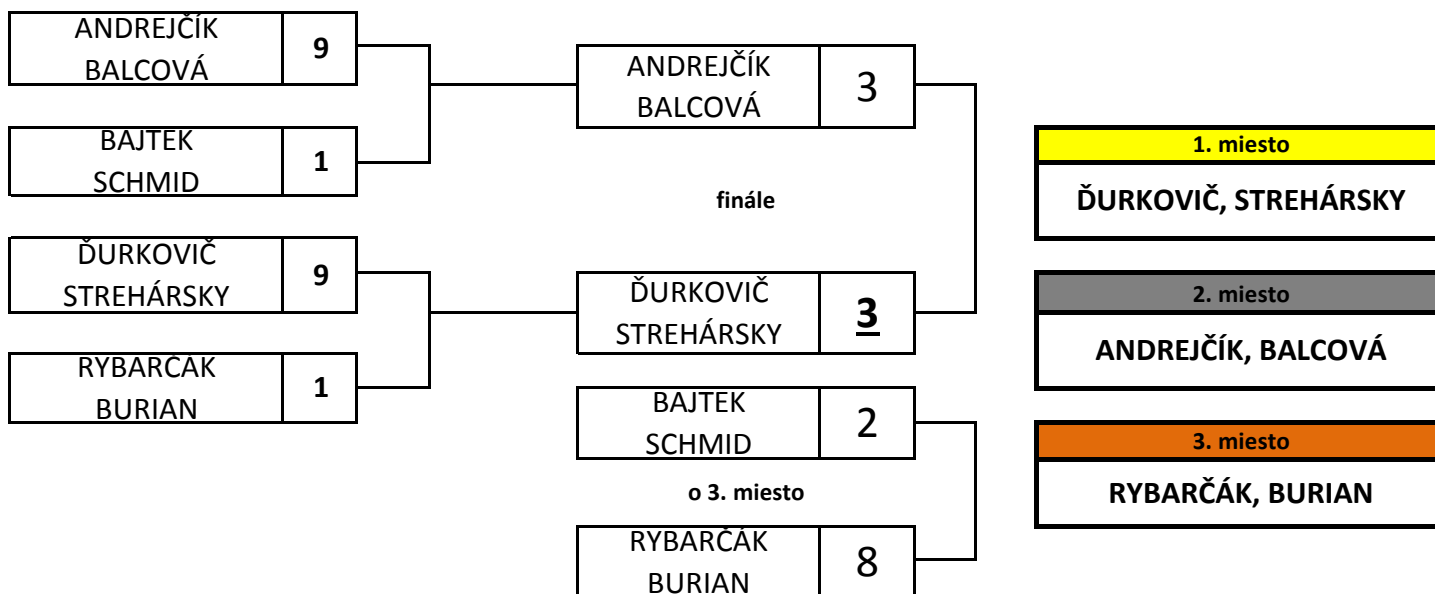 ANDREJČÍK
BALCOVÁ
9
BAJTEK
SCHMID
1
ĎURKOVIČ
STREHÁRSKY
9
RYBARČÁK
BURIAN
1
ANDREJČÍK
BALCOVÁ
3
finále
ĎURKOVIČ
STREHÁRSKY
3
BAJTEK
SCHMID
2
o 3. miesto
RYBARČÁK
BURIAN
8
1. miesto
ĎURKOVIČ, STREHÁRSKY
2. miesto
ANDREJČÍK, BALCOVÁ
3. miesto
RYBARČÁK, BURIAN